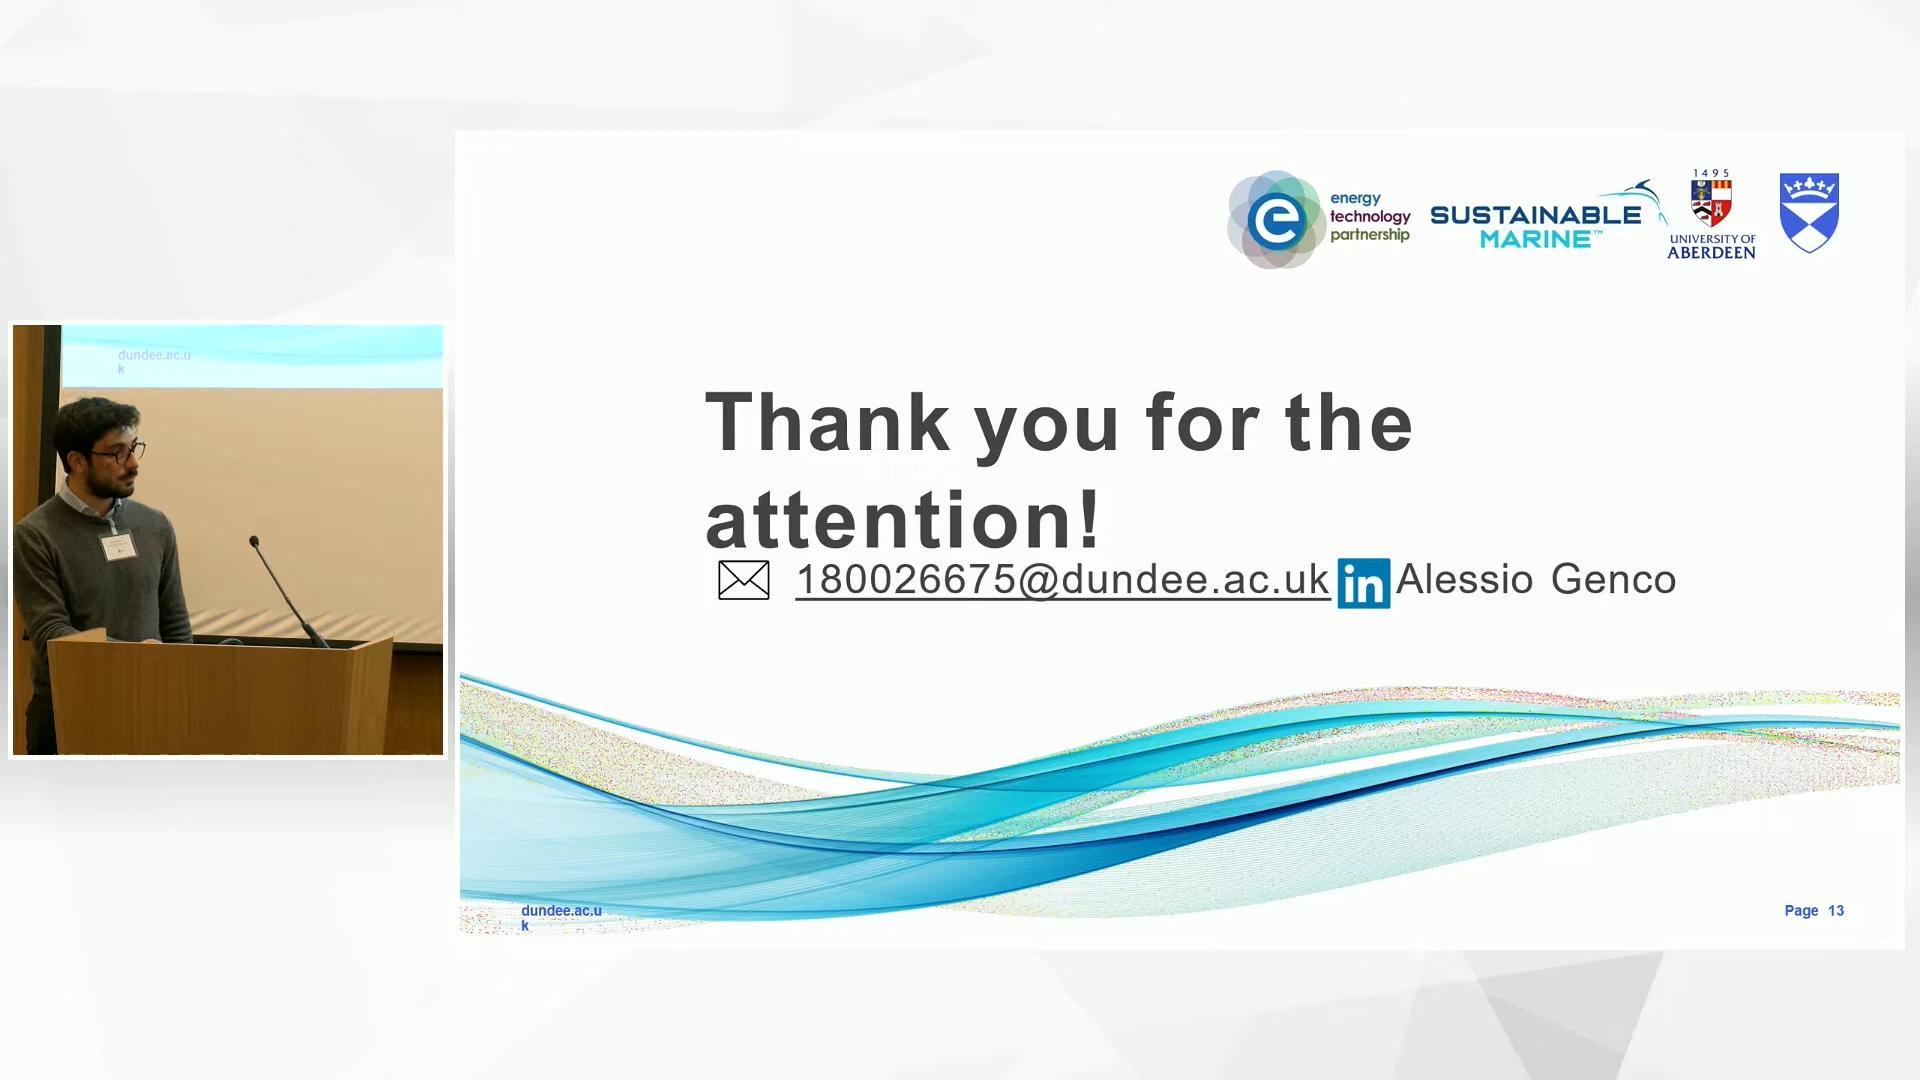 energy
technology
partnership
SUSTAINABLE
MARINE™
1495
UNIVERSITY OF
ABERDEEN
dundee.ac.u
k
Thank you for the
attention!
180026675@dundee.ac.uk
Alessio Genco
dundee.ac.u
k
Page 13